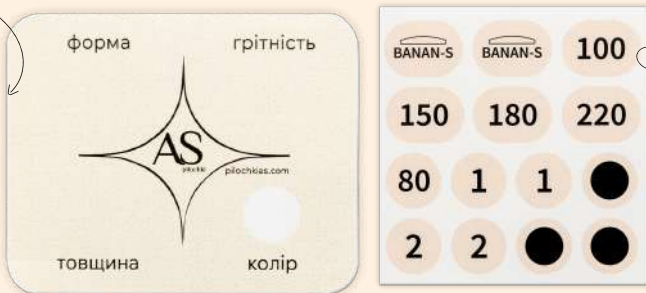 форма грітність
AS
pilochki
pilochkias.com
товщина колір
BANAN-S BANAN-S 100
150 180 220
80 1 1
2 2